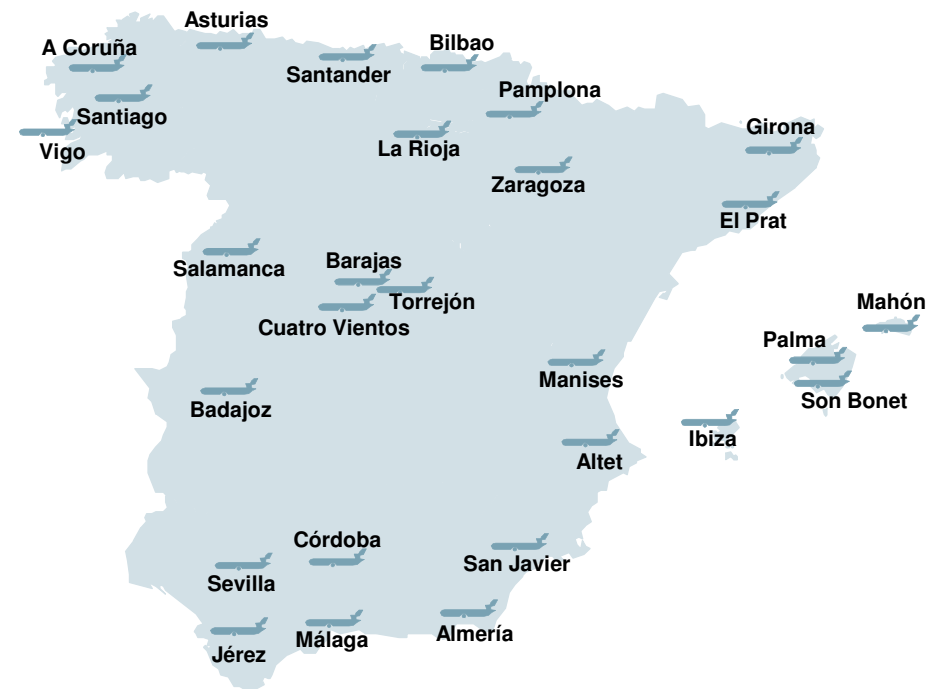 Asturias
A Coruña
Bilbao
Santander
Pamplona
Santiago
Girona
Vigo
La Rioja
Zaragoza
El Prat
Barajas
Salamanca
Torrejón
Mahón
Cuatro Vientos
Palma
Manises
Son Bonet
Badajoz
Ibiza
Altet
Córdoba
San Javier
Sevilla
Almería
Málaga
Jérez